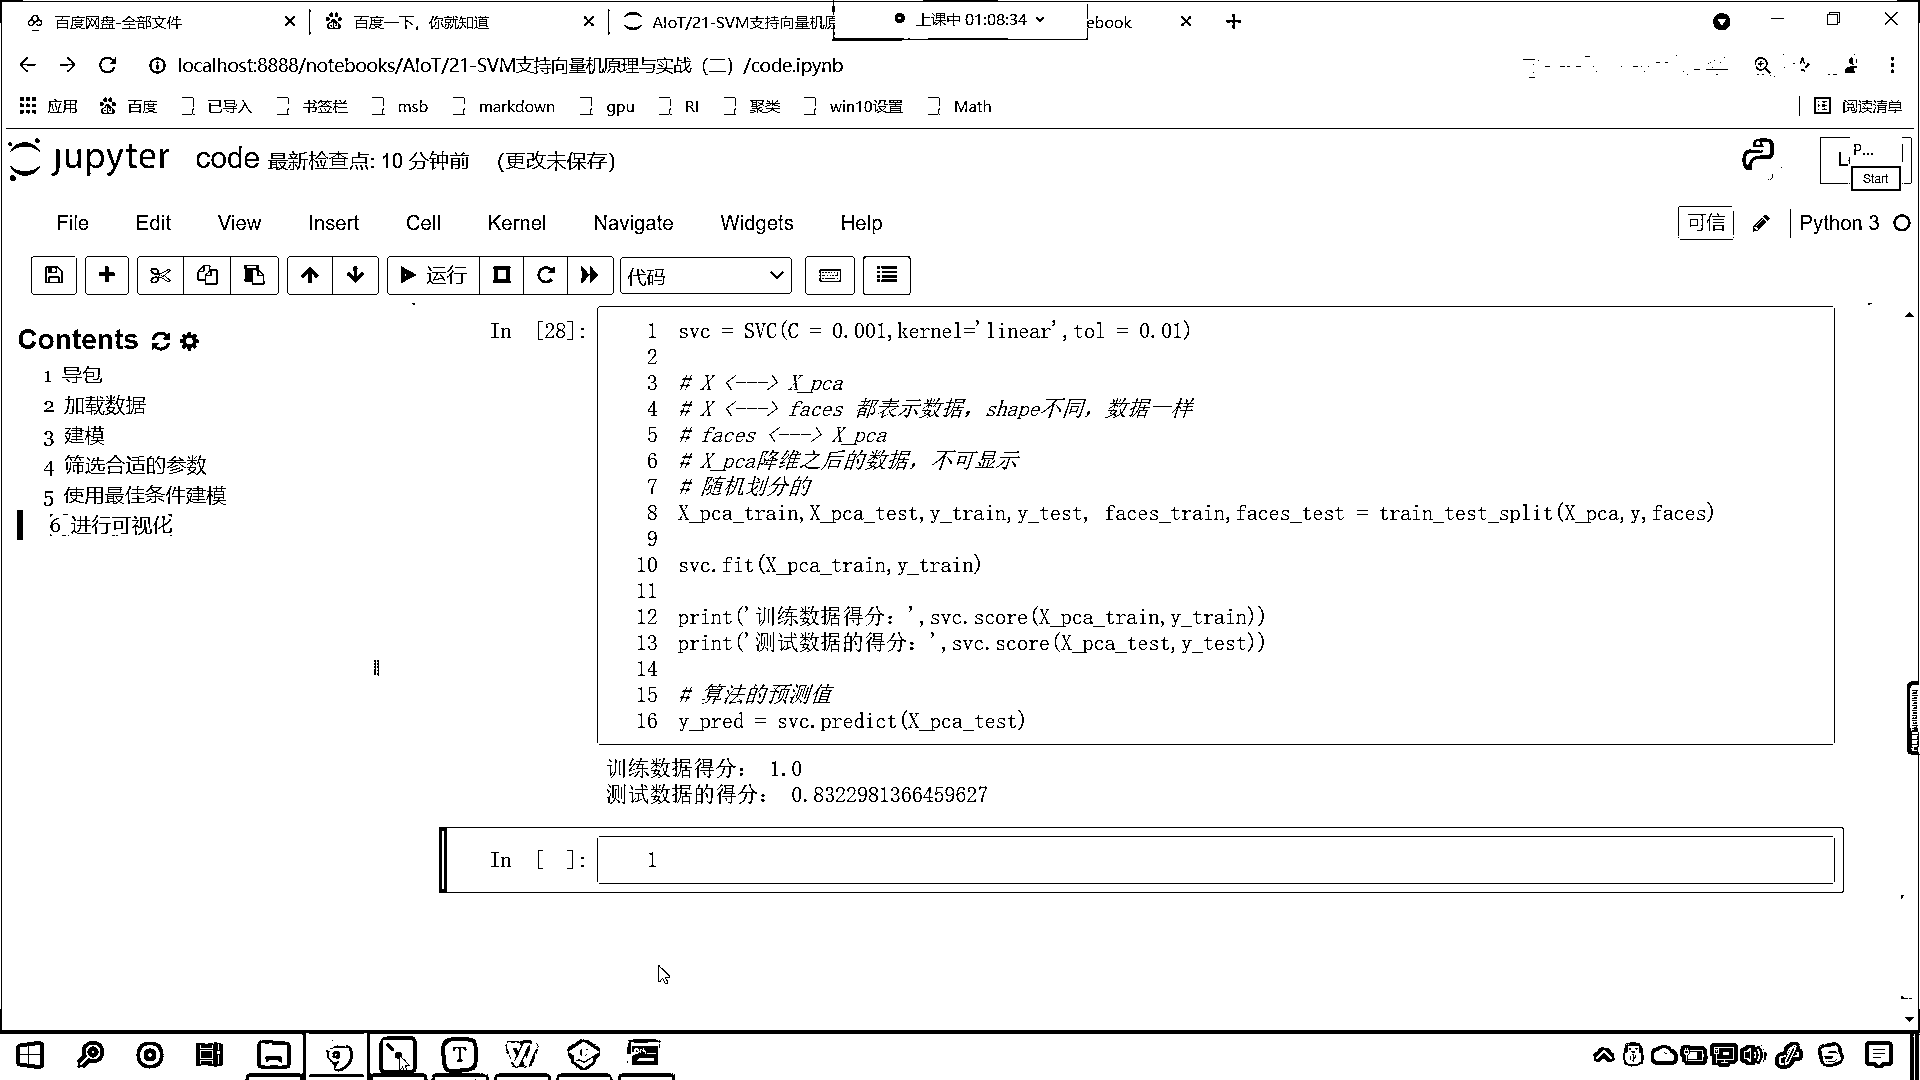 百度网盘-全部文件
百度一下，你就知道
AIoT/21-SVM支持向量机原
上课中 01:08:34
ebook
localhost:8888/notebooks/AIoT/21-SVM支持向量机原理与实战（二）/code.ipynb
应用 百度 已导入 书签栏 msb markdown gpu RI 聚类 win10设置 Math 阅读清单
jupyter code 最新检查点: 10 分钟前 (更改未保存)
P...
Start
File Edit View Insert Cell Kernel Navigate Widgets Help 可信 Python 3
运行 代码
Contents
1 导包
2 加载数据
3 建模
4 筛选合适的参数
5 使用最佳条件建模
6 进行可视化
In [28]:
1 svc = SVC(C = 0.001,kernel='linear',tol = 0.01)
2
3 # X <---> X_pca
4 # X <---> faces 都表示数据，shape不同，数据一样
5 # faces <---> X_pca
6 # X_pca降维之后的数据，不可显示
7 # 随机划分的
8 X_pca_train,X_pca_test,y_train,y_test, faces_train,faces_test = train_test_split(X_pca,y,faces)
9
10 svc.fit(X_pca_train,y_train)
11
12 print('训练数据得分：',svc.score(X_pca_train,y_train))
13 print('测试数据的得分：',svc.score(X_pca_test,y_test))
14
15 # 算法的预测值
16 y_pred = svc.predict(X_pca_test)
训练数据得分： 1.0
测试数据的得分： 0.8322981366459627
In [ ]: 1